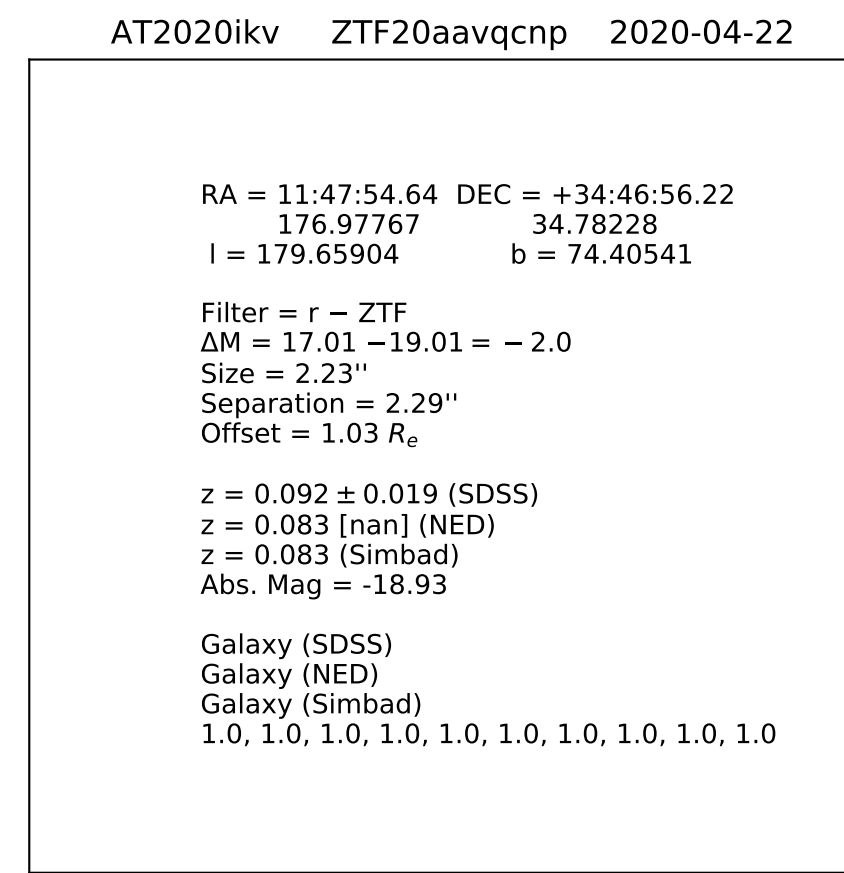 AT2020ikv ZTF20aavqcnp 2020-04-22
RA = 11:47:54.64 DEC = +34:46:56.22
176.97767 34.78228
l = 179.65904 b = 74.40541
Filter = r − ZTF
ΔM = 17.01 −19.01 = − 2.0
Size = 2.23''
Separation = 2.29''
Offset = 1.03 Rₑ
z = 0.092 ± 0.019 (SDSS)
z = 0.083 [nan] (NED)
z = 0.083 (Simbad)
Abs. Mag = -18.93
Galaxy (SDSS)
Galaxy (NED)
Galaxy (Simbad)
1.0, 1.0, 1.0, 1.0, 1.0, 1.0, 1.0, 1.0, 1.0, 1.0